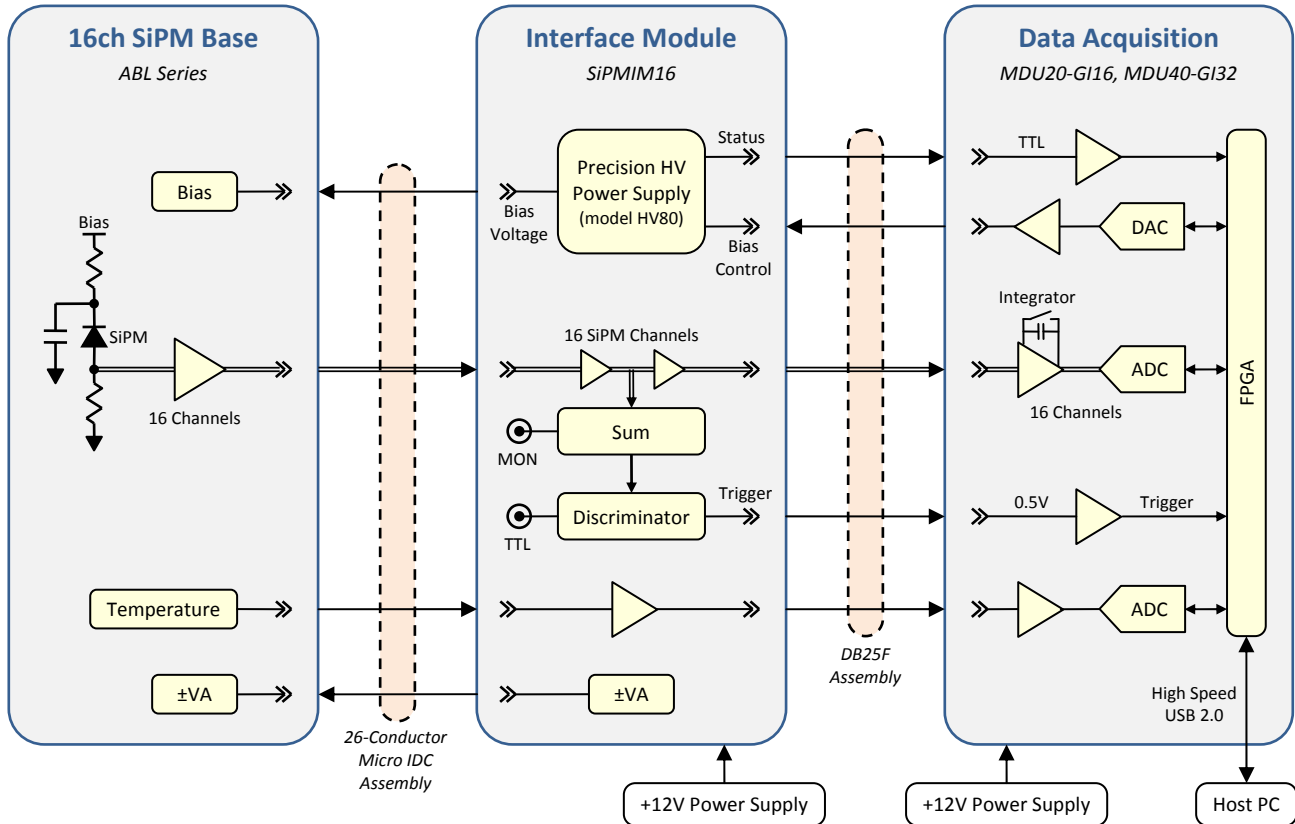 16ch SiPM Base
ABL Series
Bias
Bias
SiPM
16 Channels
Temperature
±VA
26-Conductor
Micro IDC
Assembly
Interface Module
SiPMIM16
Precision HV
Power Supply
(model HV80)
Status
Bias
Voltage
Bias
Control
16 SiPM Channels
Sum
MON
Discriminator
Trigger
TTL
±VA
+12V Power Supply
DB25F
Assembly
Data Acquisition
MDU20-GI16, MDU40-GI32
TTL
DAC
Integrator
ADC
16 Channels
0.5V
Trigger
ADC
FPGA
High Speed
USB 2.0
+12V Power Supply
Host PC